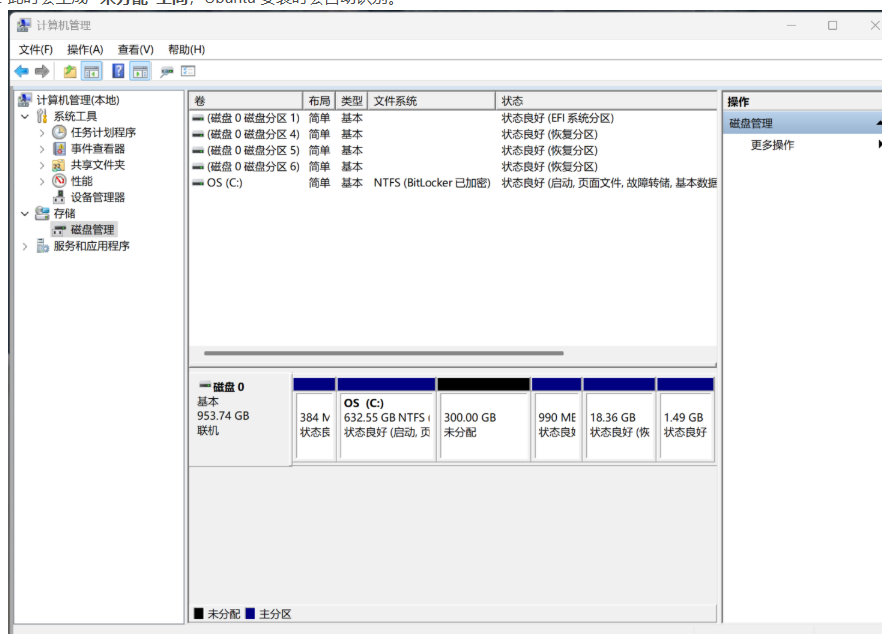 此时会生成"未分配"空间，Ubuntu 安装时会自动识别。
计算机管理
文件(F) 操作(A) 查看(V) 帮助(H)
计算机管理(本地)
系统工具
任务计划程序
事件查看器
共享文件夹
性能
设备管理器
存储
磁盘管理
服务和应用程序
卷 布局 类型 文件系统 状态
(磁盘 0 磁盘分区 1) 简单 基本 状态良好 (EFI 系统分区)
(磁盘 0 磁盘分区 4) 简单 基本 状态良好 (恢复分区)
(磁盘 0 磁盘分区 5) 简单 基本 状态良好 (恢复分区)
(磁盘 0 磁盘分区 6) 简单 基本 状态良好 (恢复分区)
OS (C:) 简单 基本 NTFS (BitLocker 已加密) 状态良好 (启动, 页面文件, 故障转储, 基本数据
操作
磁盘管理
更多操作
磁盘 0
基本
953.74 GB
联机
384 M
状态良
OS (C:)
632.55 GB NTFS (
状态良好 (启动, 页
300.00 GB
未分配
990 ME
状态良好
18.36 GB
状态良好 (恢
1.49 GB
状态良好
未分配 主分区